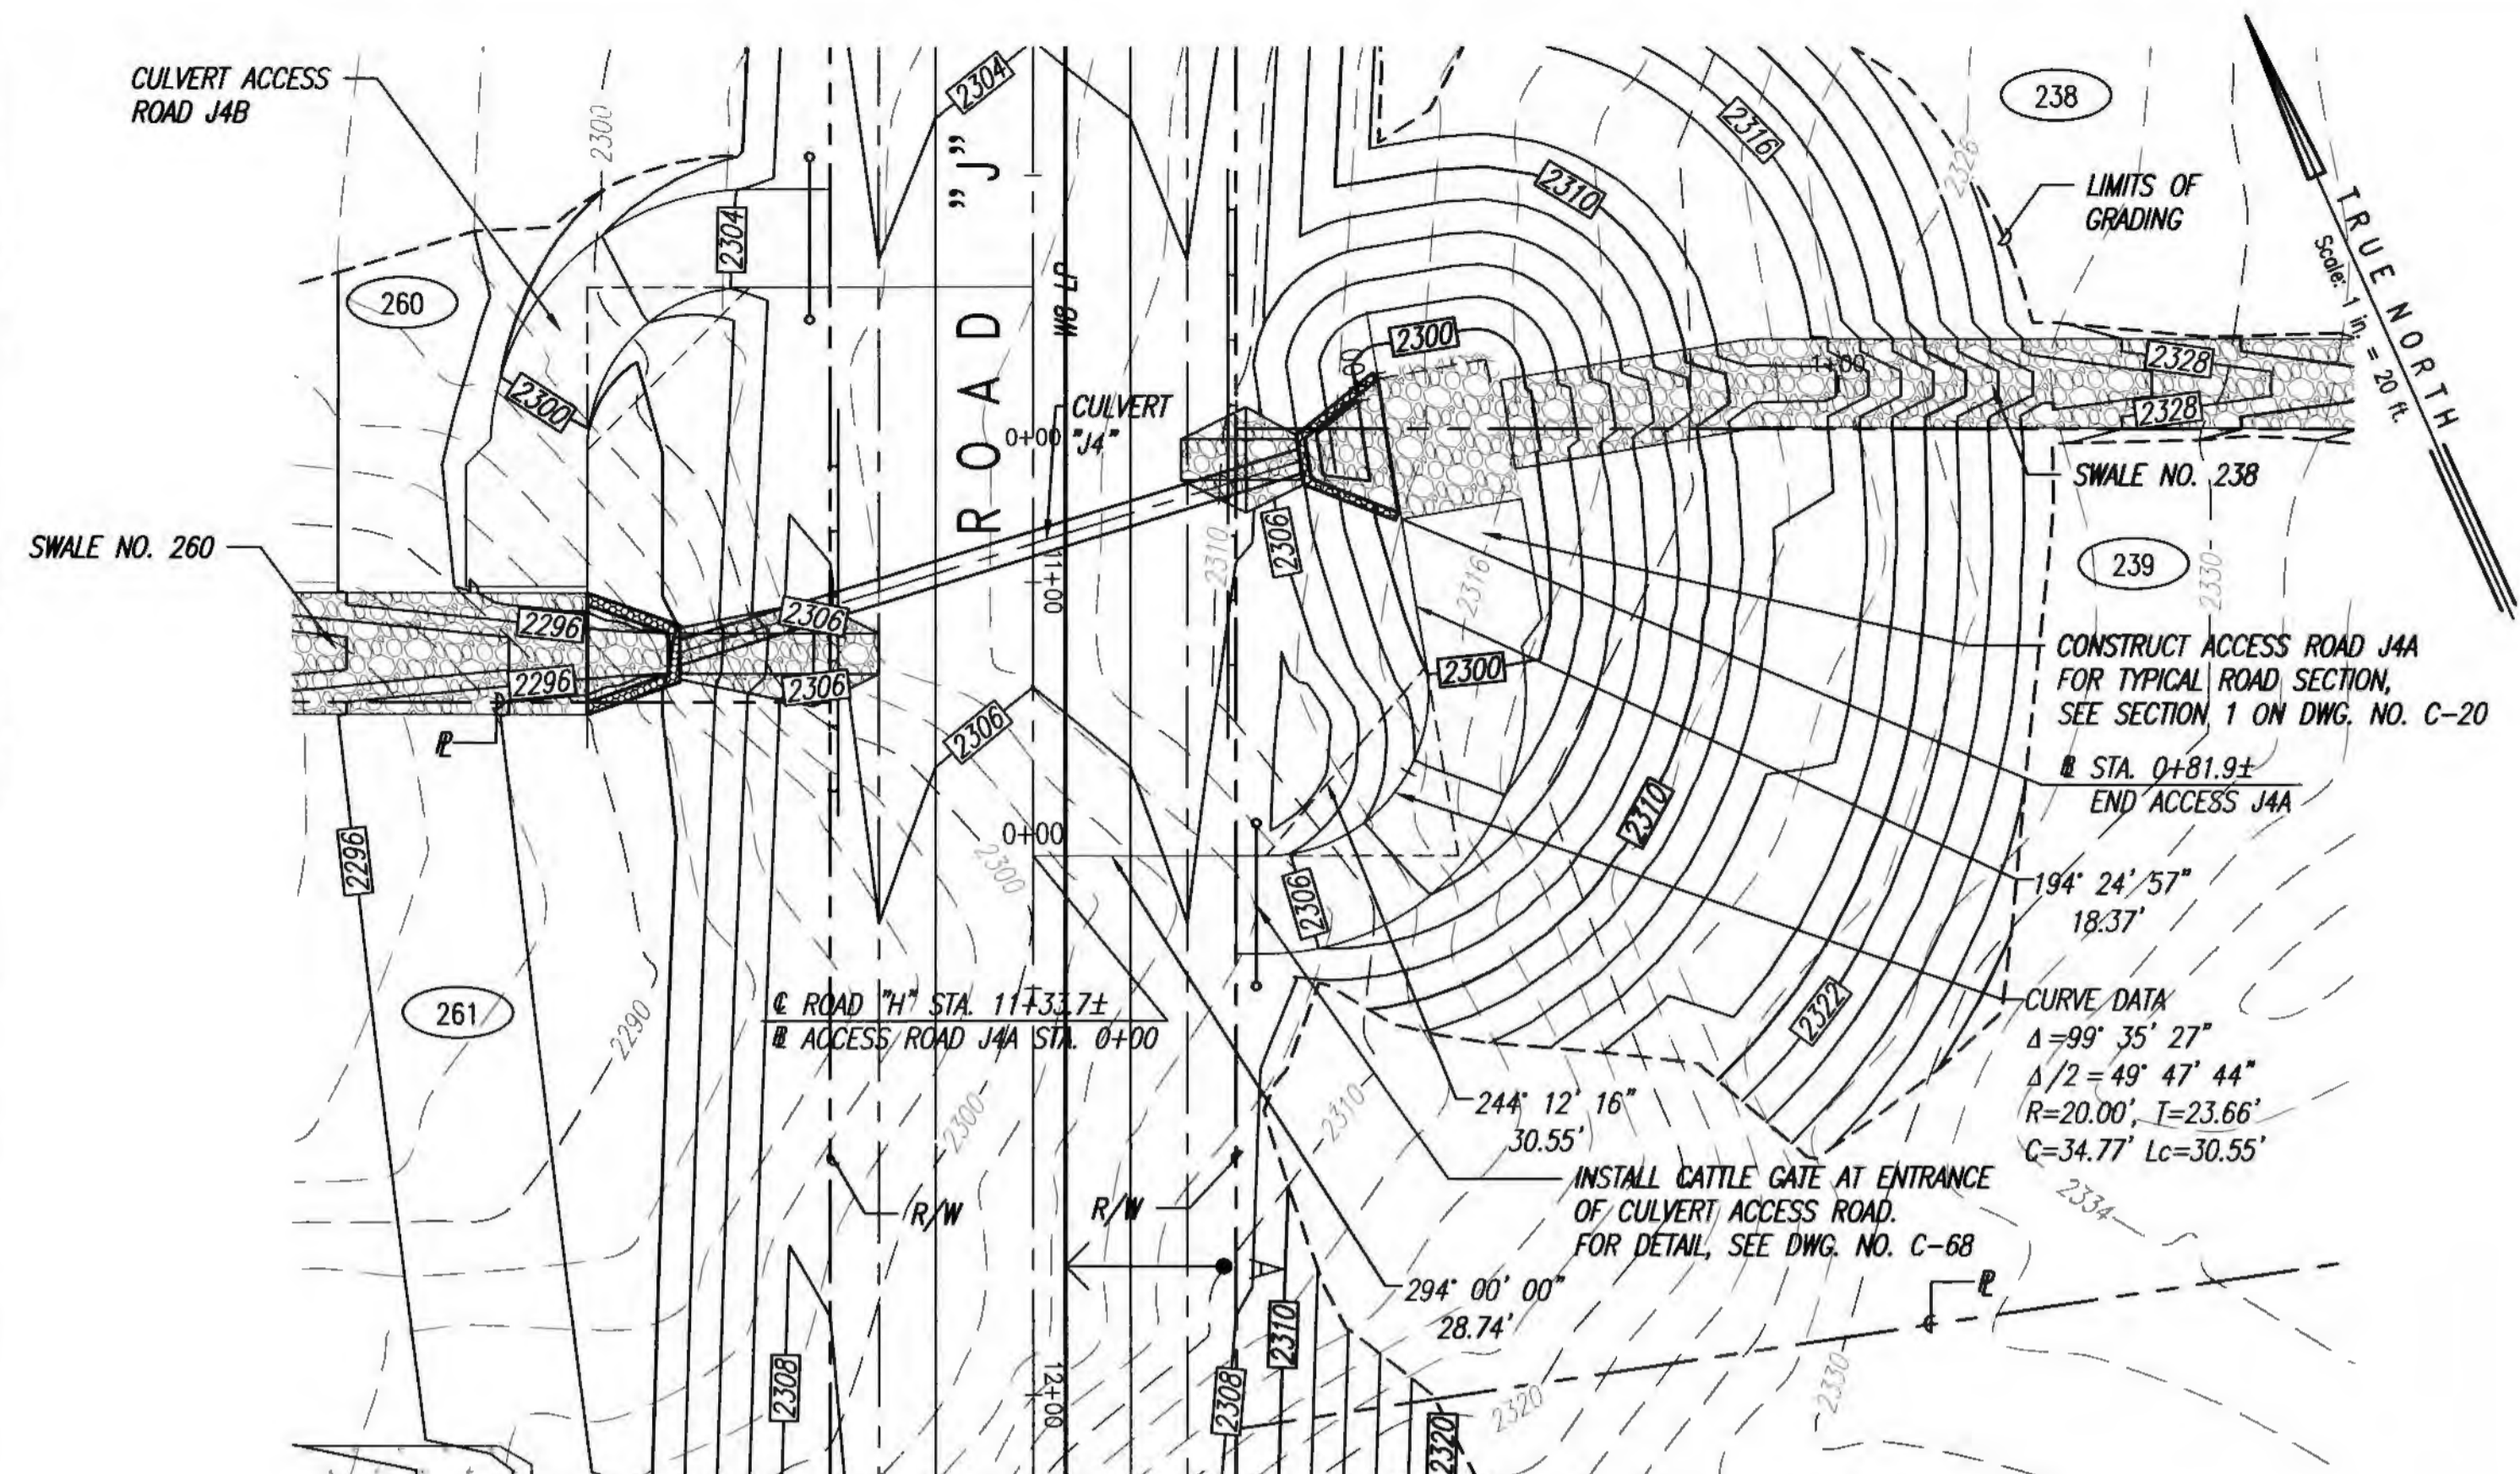 CULVERT ACCESS
ROAD J4B
2300
2304
2304
"J"
ROAD
8W LP
2316
2310
2326
238
LIMITS OF
GRADING
TRUE NORTH
Scale: 1 in. = 20 ft.
260
2300
2300
1+00
2328
2328
CULVERT
"J4"
0+00
SWALE NO. 238
SWALE NO. 260
2306
2310
2316
239
2330
11+00
2296
2296
2306
2306
2300
CONSTRUCT ACCESS ROAD J4A
FOR TYPICAL ROAD SECTION,
SEE SECTION 1 ON DWG. NO. C-20
STA. 0+81.9±
END ACCESS J4A
2306
2310
PL
2296
0+00
2300
2306
194° 24' 57"
18.37'
CURVE DATA
Δ=99° 35' 27"
Δ/2 = 49° 47' 44"
R=20.00', T=23.66'
C=34.77' Lc=30.55'
2322
261
2290
CL ROAD "H" STA. 11+33.7±
BL ACCESS ROAD J4A STA. 0+00
2300
2310
244° 12' 16"
30.55'
INSTALL CATTLE GATE AT ENTRANCE
OF CULVERT ACCESS ROAD.
FOR DETAIL, SEE DWG. NO. C-68
2334
R/W
R/W
A
294° 00' 00"
28.74'
PL
2310
2308
2308
12+00
2320
2320
2330